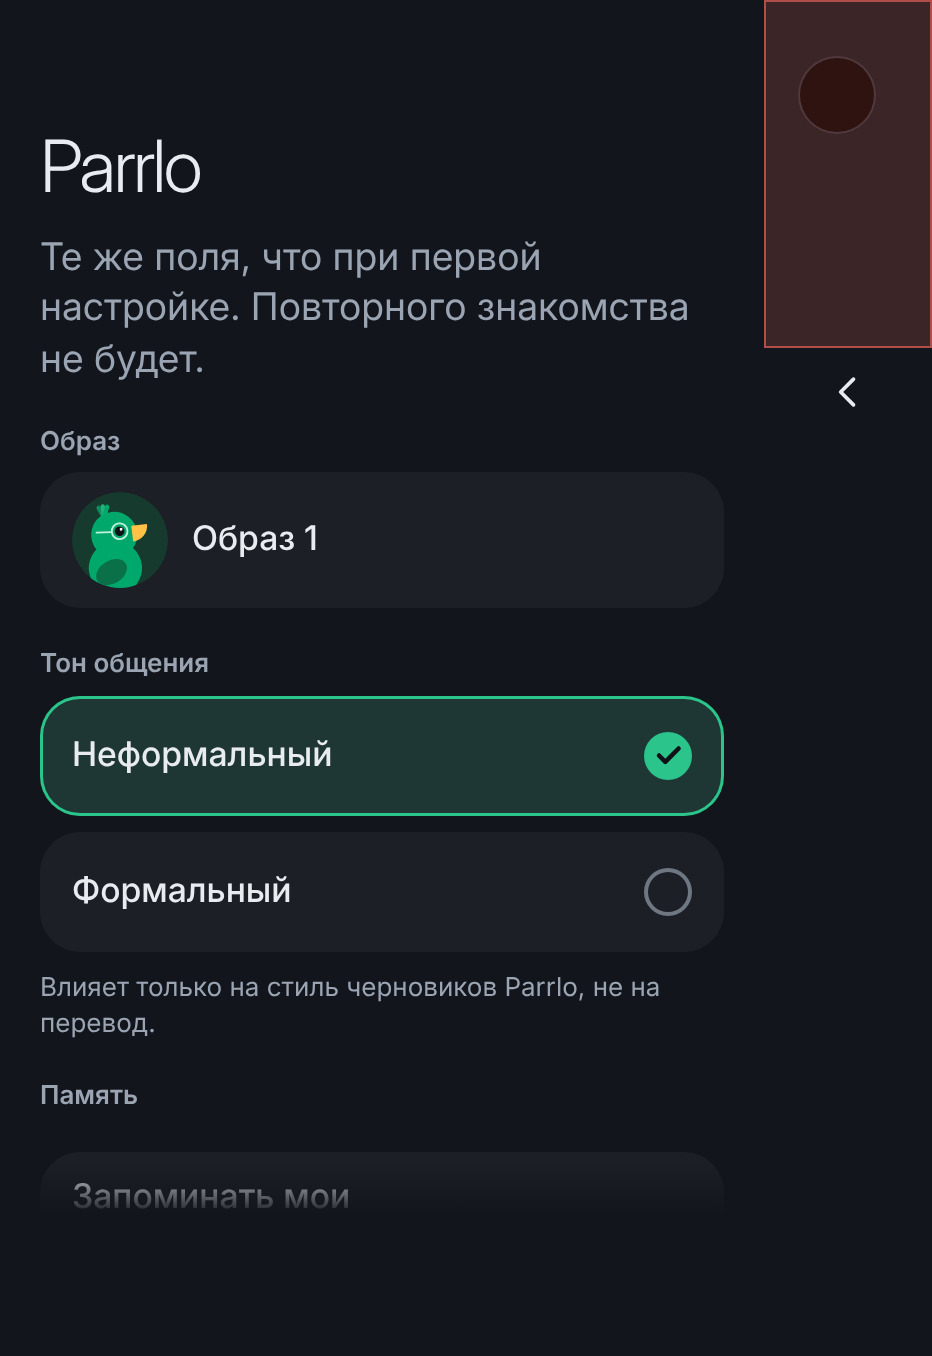 Parrlo
Те же поля, что при первой
настройке. Повторного знакомства
не будет.
Образ
Образ 1
Тон общения
Неформальный
Формальный
Влияет только на стиль черновиков Parrlo, не на
перевод.
Память
Запоминать мои